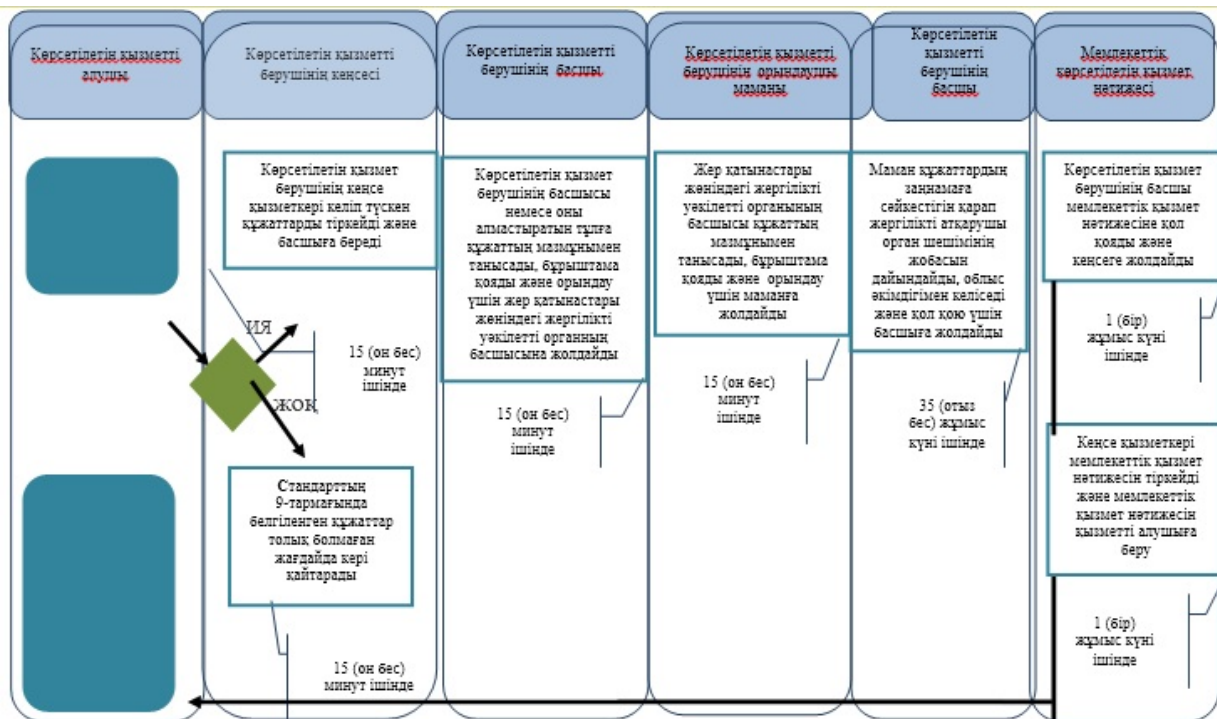 Көрсетілетін қызметті
алушы
Көрсетілетін қызметті
берушінің кеңсесі
Көрсетілетін қызметті
берушінің басшы
Көрсетілетін қызметті
берушінің орындаушы
маманы
Көрсетілетін
қызметті
берушінің
басшы
Мемлекеттік
көрсетілетін қызмет
нәтижесі
Көрсетілетін қызмет
берушінің кеңсе
қызметкері келіп түскен
құжаттарды тіркейді және
басшыға береді
Көрсетілетін қызмет
берушінің басшысы
немесе оны
алмастыратын тұлға
құжаттың мазмұнымен
танысады, бұрыштама
қояды және орындау
үшін жер қатынастары
жөніндегі жергілікті
уәкілетті органның
басшысына жолдайды
Жер қатынастары
жөніндегі жергілікті
уәкілетті органының
басшысы құжаттың
мазмұнымен
танысады, бұрыштама
қояды және орындау
үшін маманға
жолдайды
Маман құжаттардың
заңнамаға
сәйкестігін қарап
жергілікті атқарушы
орган шешімінің
жобасын
дайындайды, облыс
әкімдігімен келіседі
және қол қою үшін
басшыға жолдайды
Көрсетілетін қызмет
берушінің басшы
мемлекеттік қызмет
нәтижесіне қол
қояды және
кеңсеге жолдайды
ИЯ
ЖОҚ
15 (он бес)
минут
ішінде
15 (он бес)
минут
ішінде
15 (он бес)
минут
ішінде
35 (отыз
бес) жұмыс
күні ішінде
1 (бір)
жұмыс күні
ішінде
Стандарттың
9-тармағында
белгіленген құжаттар
толық болмаған
жағдайда кері
қайтарады
Кеңсе қызметкері
мемлекеттік қызмет
нәтижесін тіркейді
және мемлекеттік
қызмет нәтижесін
қызметті алушыға
беру
15 (он бес)
минут ішінде
1 (бір)
жұмыс күні
ішінде